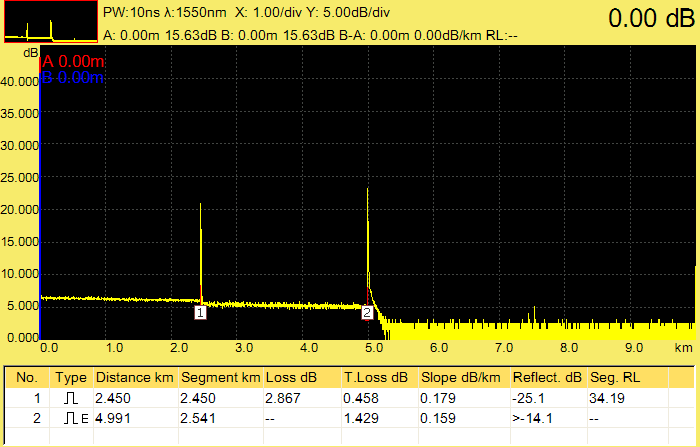 PW:10ns λ:1550nm X: 1.00/div Y: 5.00dB/div
0.00 dB
A: 0.00m 15.63dB B: 0.00m 15.63dB B-A: 0.00m 0.00dB/km RL:--
dB
A 0.00m
B 0.00m
40.000
35.000
30.000
25.000
20.000
15.000
10.000
5.000
0.000
1
2
0.0 1.0 2.0 3.0 4.0 5.0 6.0 7.0 8.0 9.0 km
No. Type Distance km Segment km Loss dB T.Loss dB Slope dB/km Reflect. dB Seg. RL
1 2.450 2.450 2.867 0.458 0.179 -25.1 34.19
2 E 4.991 2.541 -- 1.429 0.159 >-14.1 --